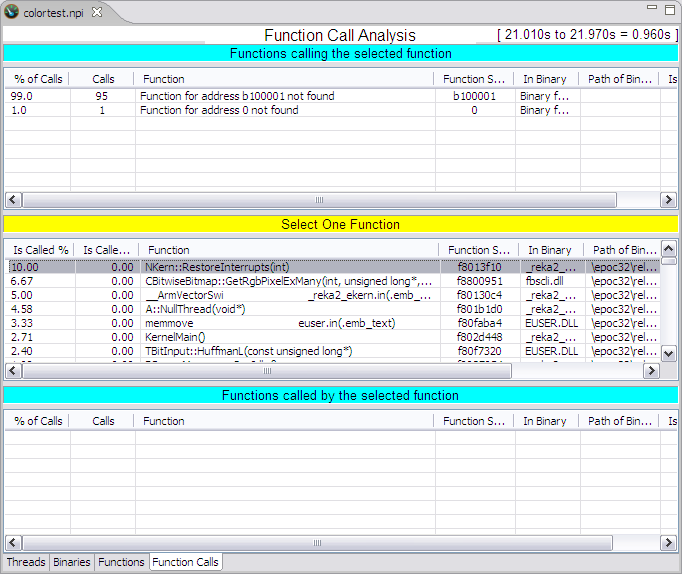 colortest.npi
Function Call Analysis [ 21.010s to 21.970s = 0.960s ]
Functions calling the selected function
% of Calls Calls Function Function S... In Binary Path of Bin... Is
99.0 95 Function for address b100001 not found b100001 Binary f...
1.0 1 Function for address 0 not found 0 Binary f...
Select One Function
Is Called % Is Calle... Function Function S... In Binary Path of Bin...
10.00 0.00 NKern::RestoreInterrupts(int) f8013f10 _reka2_... \epoc32\rel...
6.67 0.00 CBitwiseBitmap::GetRgbPixelExMany(int, unsigned long*,... f8800951 fbscli.dll \epoc32\rel...
5.00 0.00 __ArmVectorSwi _reka2_ekern.in(.emb_... f80130c4 _reka2_... \epoc32\rel...
4.58 0.00 A::NullThread(void*) f801b1d0 _reka2_... \epoc32\rel...
3.33 0.00 memmove euser.in(.emb_text) f80faba4 EUSER.DLL \epoc32\rel...
2.71 0.00 KernelMain() f802d448 _reka2_... \epoc32\rel...
2.40 0.00 TBitInput::HuffmanL(const unsigned long*) f80f7320 EUSER.DLL \epoc32\rel...
Functions called by the selected function
% of Calls Calls Function Function S... In Binary Path of Bin... Is
Threads Binaries Functions Function Calls